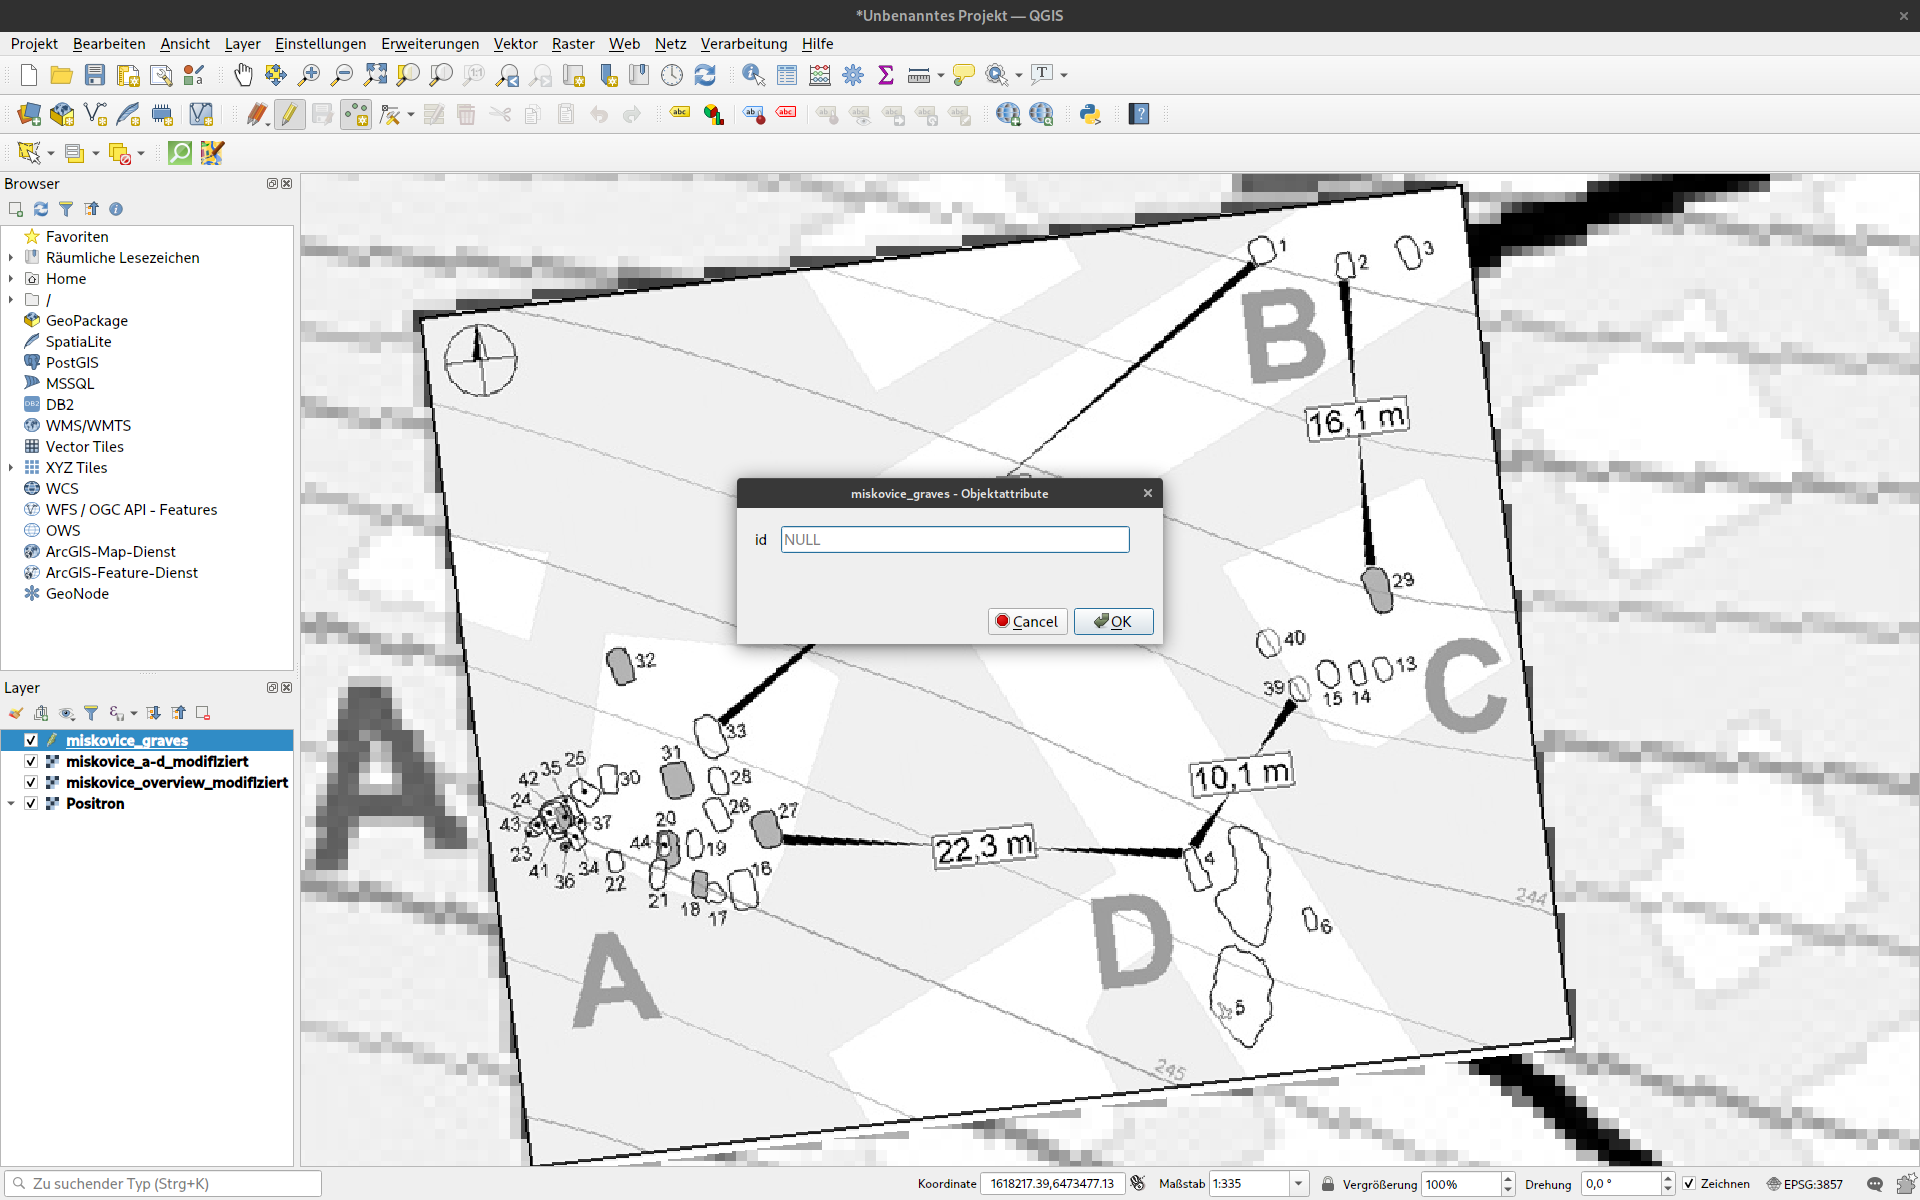 *Unbenanntes Projekt — QGIS
Projekt Bearbeiten Ansicht Layer Einstellungen Erweiterungen Vektor Raster Web Netz Verarbeitung Hilfe
Browser
Favoriten
Räumliche Lesezeichen
Home
/
GeoPackage
SpatiaLite
PostGIS
MSSQL
DB2
WMS/WMTS
Vector Tiles
XYZ Tiles
WCS
WFS / OGC API - Features
OWS
ArcGIS-Map-Dienst
ArcGIS-Feature-Dienst
GeoNode
Layer
miskovice_graves
miskovice_a-d_modifiziert
miskovice_overview_modifiziert
Positron
1
2
3
B
16,1 m
miskovice_graves - Objektattribute
id NULL
Cancel OK
29
40
39
15 14 13
C
32
33
31
42 35 25 30 28
24 26 27
43 37 20
23 44 19
41 36 34 22 21 18 17 16
10,1 m
22,3 m
4
6
5
A
A
D
244
245
Zu suchender Typ (Strg+K)
Koordinate 1618217.39,6473477.13 Maßstab 1:335 Vergrößerung 100% Drehung 0,0 ° Zeichnen EPSG:3857